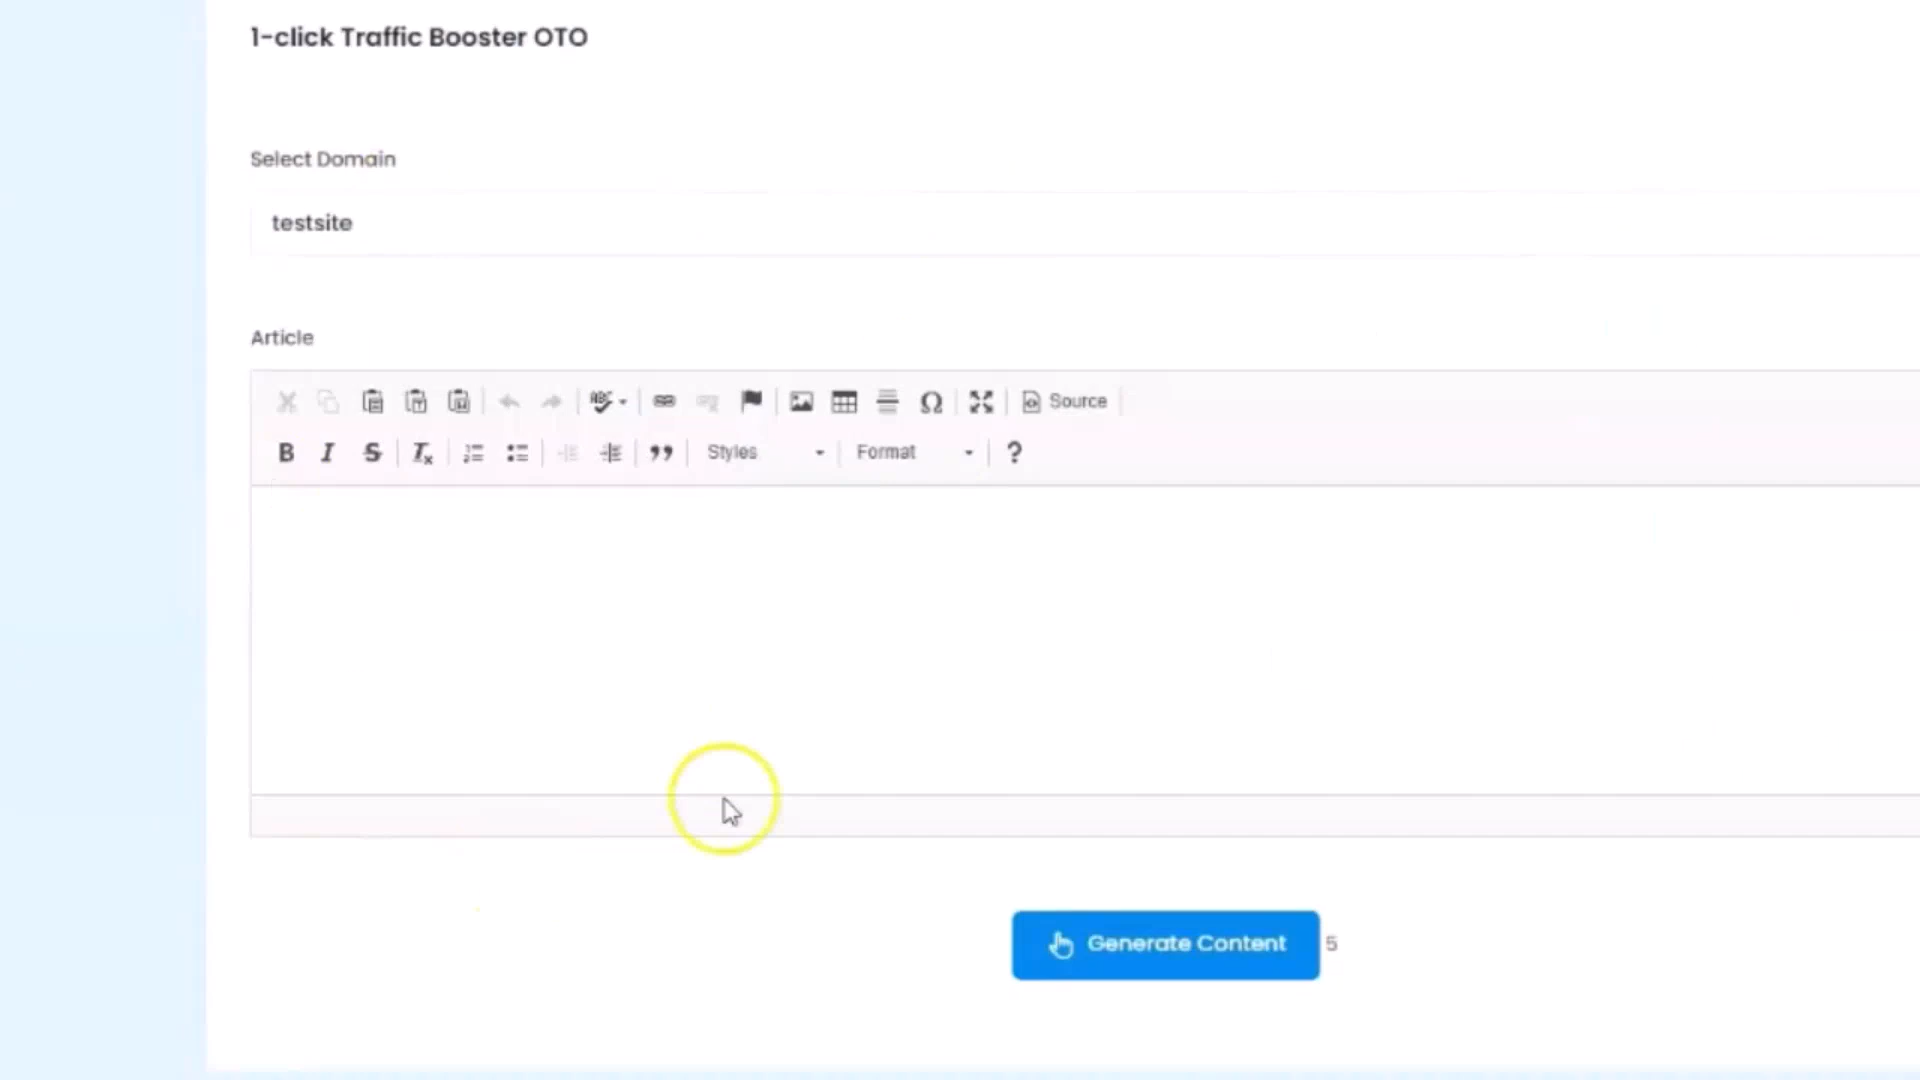 1-click Traffic Booster OTO
Select Domain
testsite
Article
Source
B I S Styles Format ?
Generate Content 5